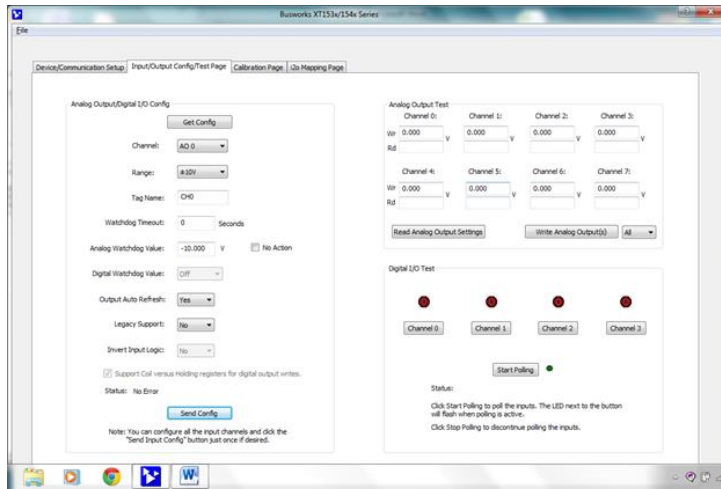 Busworks XT153x/154x Series
File
Device/Communication Setup
Input/Output Config/Test Page
Calibration Page
i2o Mapping Page
Analog Output/Digital I/O Config
Get Config
Channel: AO 0
Range: ±10V
Tag Name: CH0
Watchdog Timeout: 0 Seconds
Analog Watchdog Value: -10.000 V No Action
Digital Watchdog Value: Off
Output Auto Refresh: Yes
Legacy Support: No
Invert Input Logic: No
Support Coil versus Holding registers for digital output writes.
Status: No Error
Send Config
Note: You can configure all the input channels and click the
"Send Input Config" button just once if desired.
Analog Output Test
Channel 0: Channel 1: Channel 2: Channel 3:
Wr 0.000 V 0.000 V 0.000 V 0.000 V
Rd
Channel 4: Channel 5: Channel 6: Channel 7:
Wr 0.000 V 0.000 V 0.000 V 0.000 V
Rd
Read Analog Output Settings Write Analog Output(s) All
Digital I/O Test
Channel 0 Channel 1 Channel 2 Channel 3
Start Polling
Status:
Click Start Polling to poll the inputs. The LED next to the button
will flash when polling is active.
Click Stop Polling to discontinue polling the inputs.
W